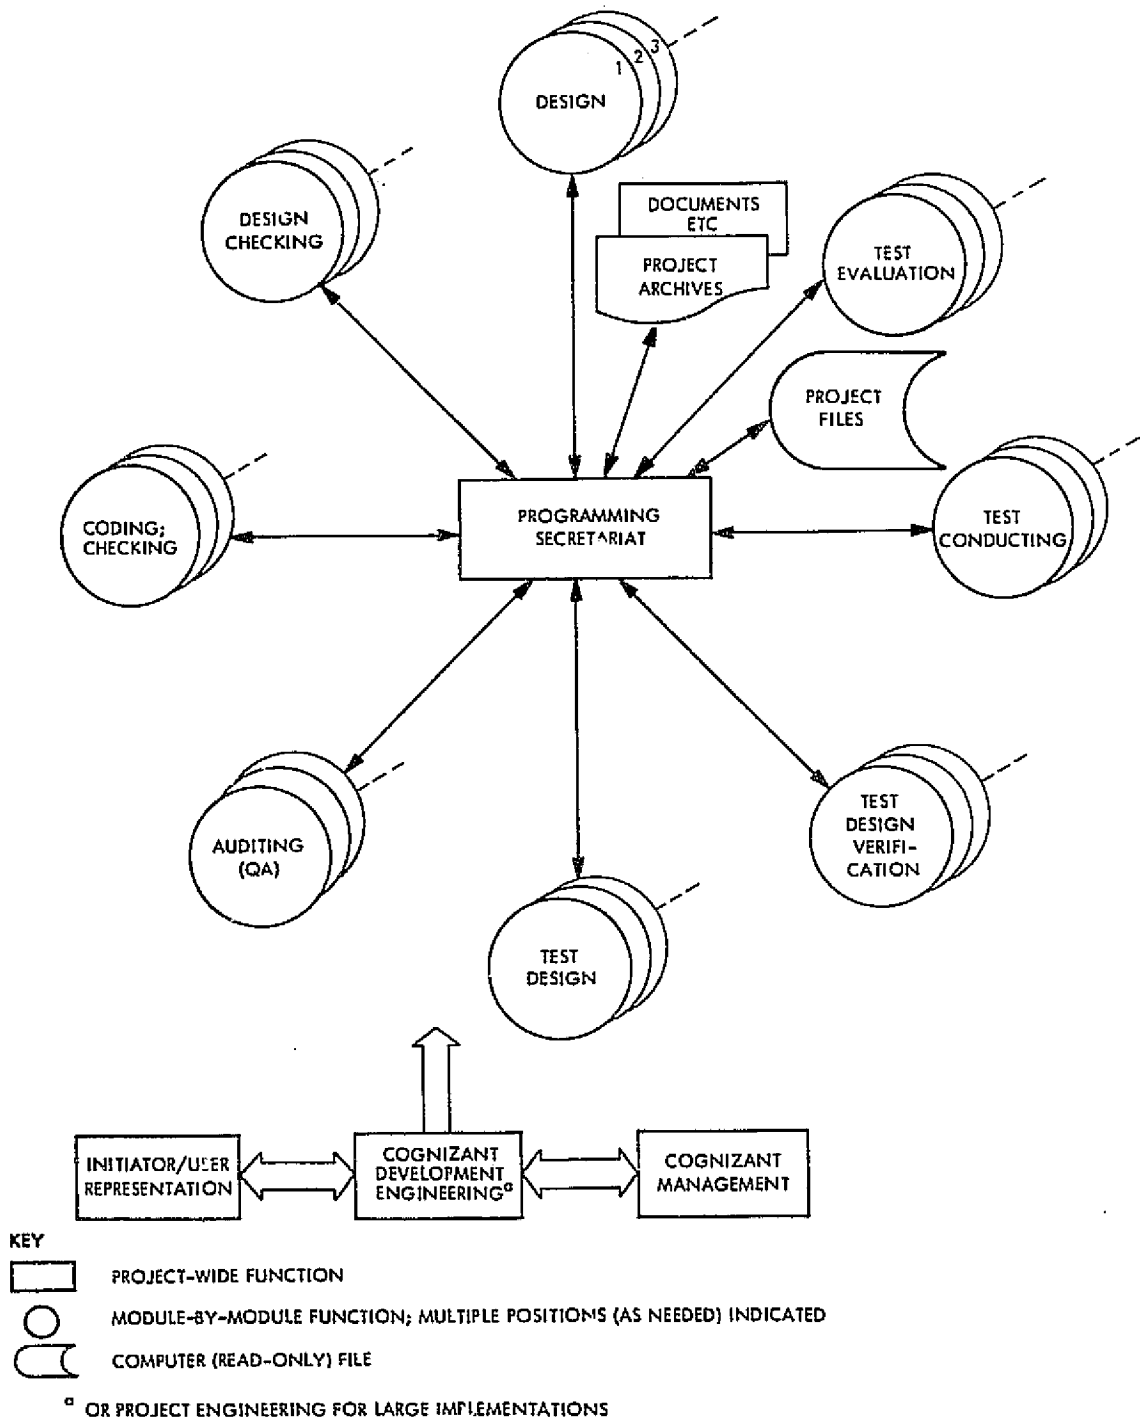 1 2 3
DESIGN
DESIGN
CHECKING
DOCUMENTS
ETC
PROJECT
ARCHIVES
TEST
EVALUATION
PROJECT
FILES
CODING;
CHECKING
PROGRAMMING
SECRETARIAT
TEST
CONDUCTING
AUDITING
(QA)
TEST
DESIGN
VERIFI-
CATION
TEST
DESIGN
INITIATOR/USER
REPRESENTATION
COGNIZANT
DEVELOPMENT
ENGINEERING a
COGNIZANT
MANAGEMENT
KEY
PROJECT-WIDE FUNCTION
MODULE-BY-MODULE FUNCTION; MULTIPLE POSITIONS (AS NEEDED) INDICATED
COMPUTER (READ-ONLY) FILE
a OR PROJECT ENGINEERING FOR LARGE IMPLEMENTATIONS